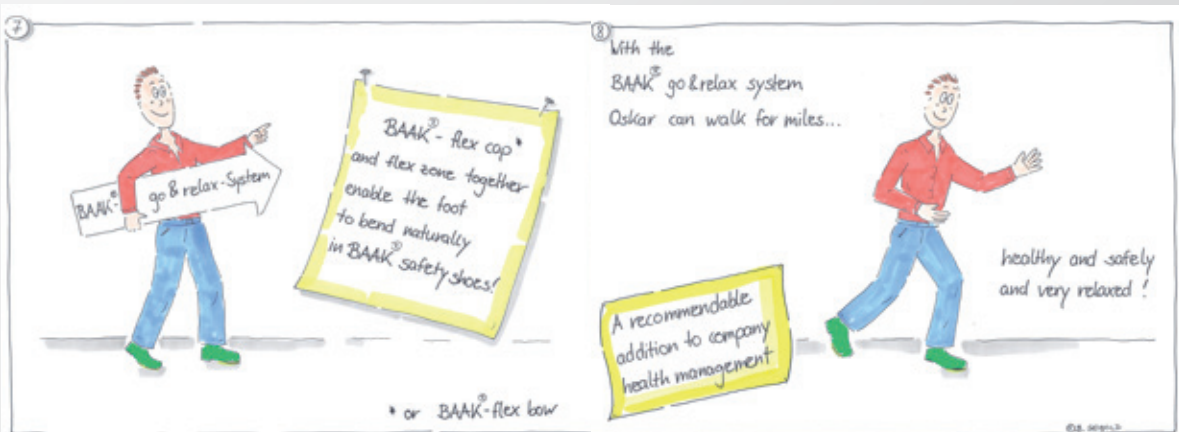 7
BAAK®-
go & relax-System
BAAK®- flex cap*
and flex zone together
enable the foot
to bend naturally
in BAAK® safety shoes!
* or BAAK®-flex bow
8
With the
BAAK® go & relax system
Oskar can walk for miles...
healthy and safely
and very relaxed!
A recommendable
addition to company
health management